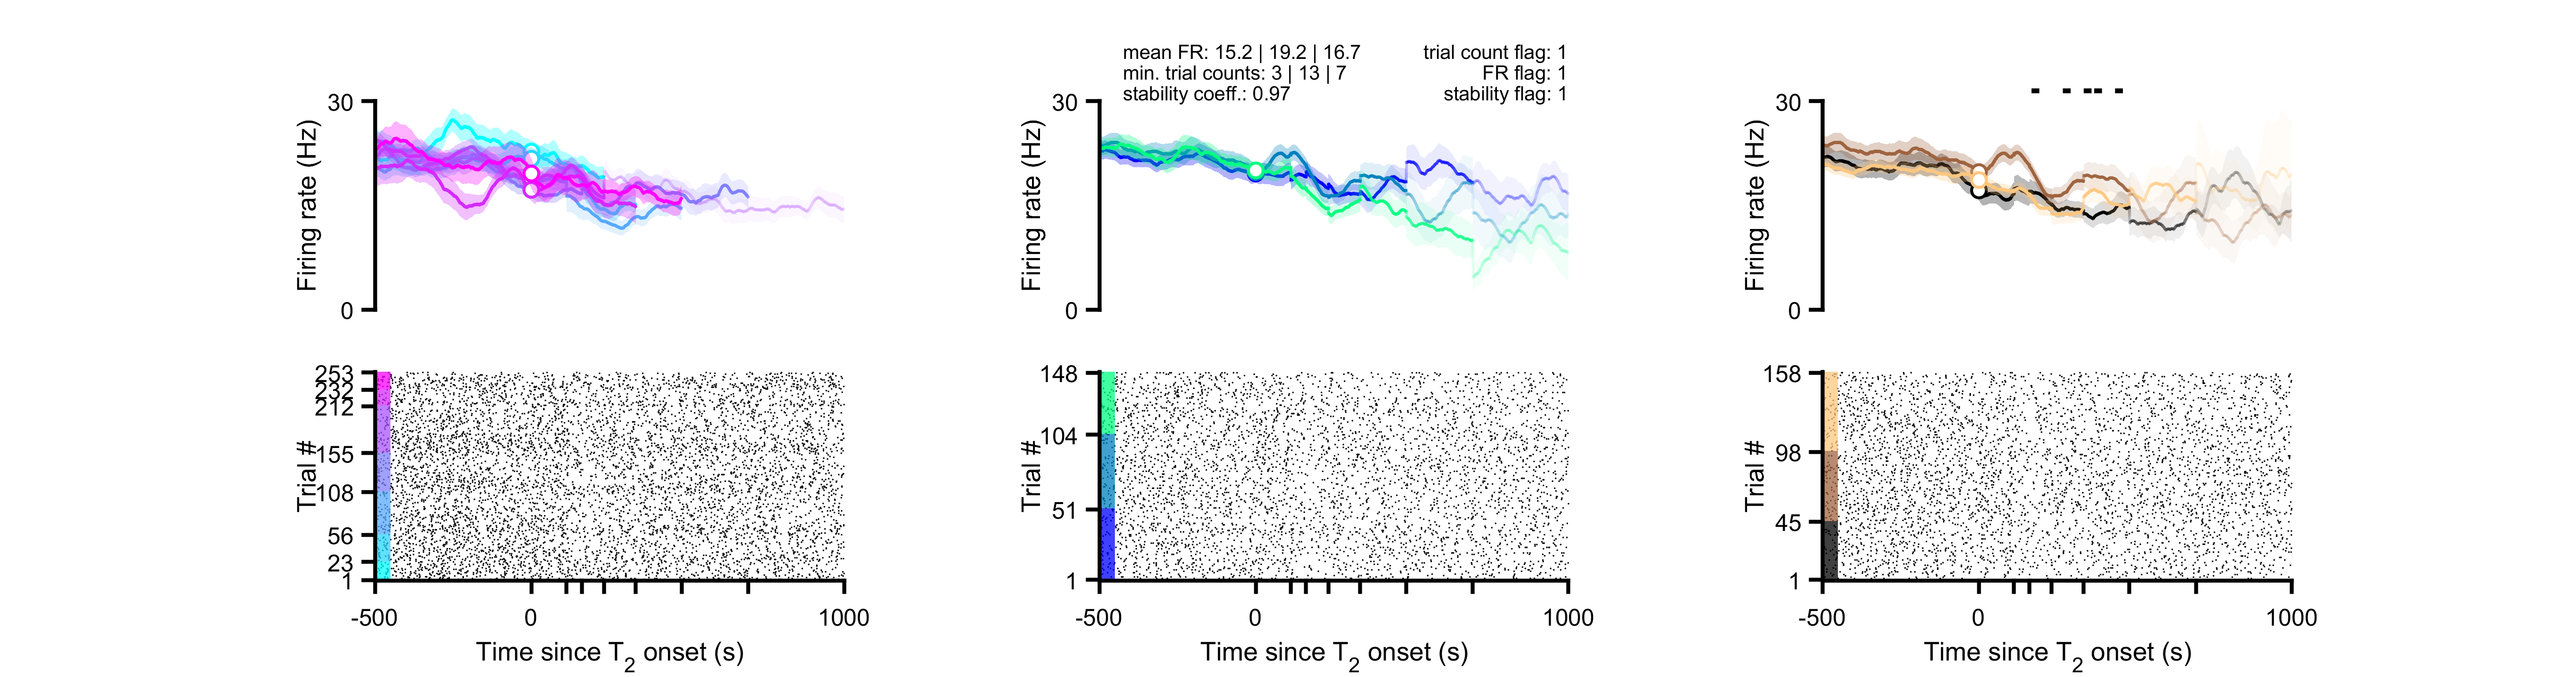 mean FR: 15.2 | 19.2 | 16.7
min. trial counts: 3 | 13 | 7
stability coeff.: 0.97
trial count flag: 1
FR flag: 1
stability flag: 1
30
Firing rate (Hz)
0
30
Firing rate (Hz)
0
30
Firing rate (Hz)
0
253
232
212
155
108
56
23
1
Trial #
-500
0
1000
Time since T2 onset (s)
148
104
51
1
Trial #
-500
0
1000
Time since T2 onset (s)
158
98
45
1
Trial #
-500
0
1000
Time since T2 onset (s)